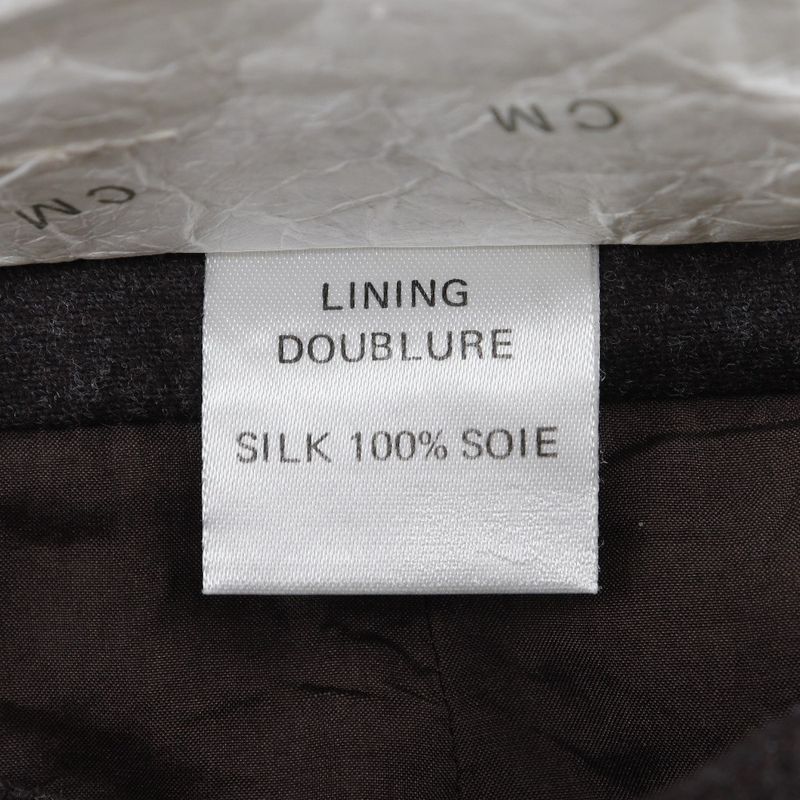 CM
CM
LINING
DOUBLURE
SILK 100% SOIE